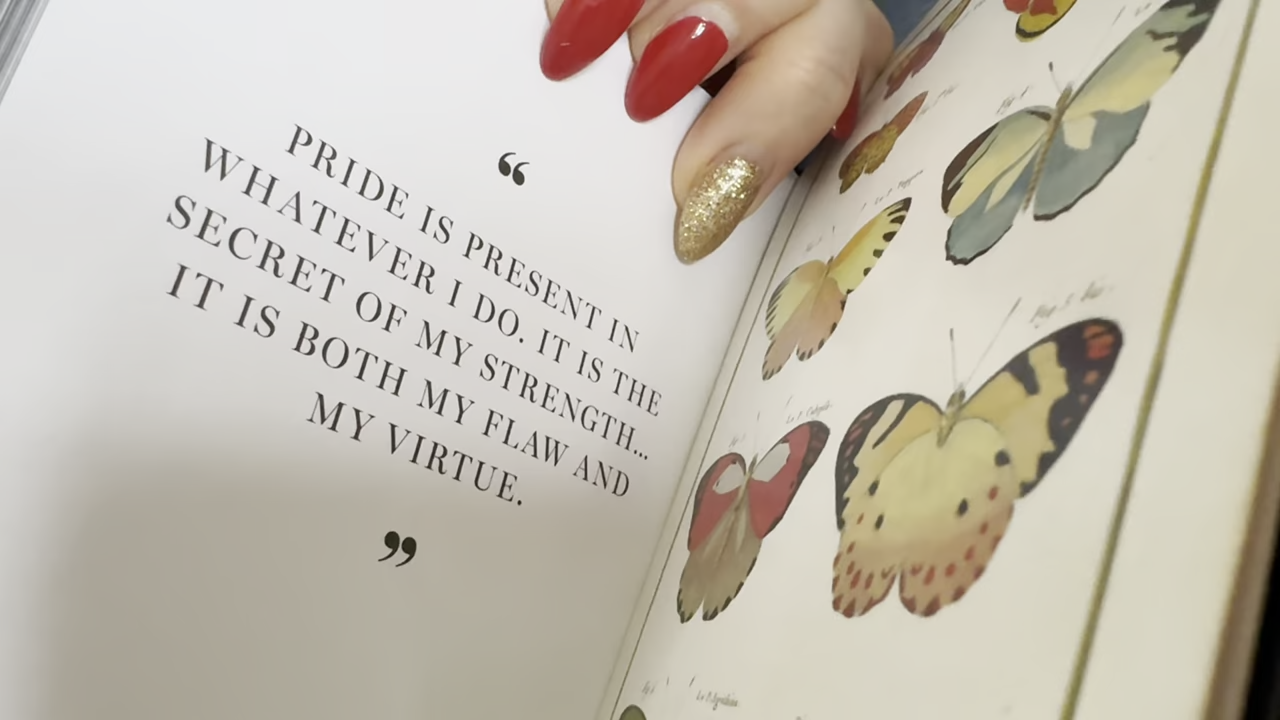 “
PRIDE IS PRESENT IN
WHATEVER I DO. IT IS THE
SECRET OF MY STRENGTH...
IT IS BOTH MY FLAW AND
MY VIRTUE.
”